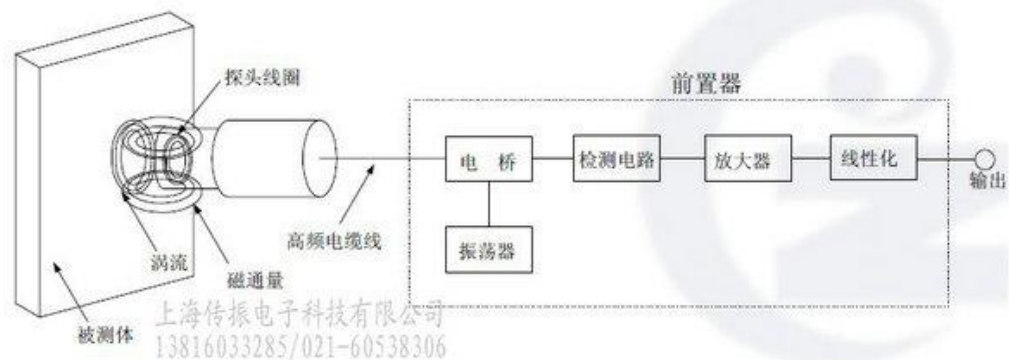 探头线圈
前置器
电 桥
检测电路
放大器
线性化
输出
高频电缆线
振荡器
涡流
磁通量
被测体
上海传振电子科技有限公司
13816033285/021-60538306